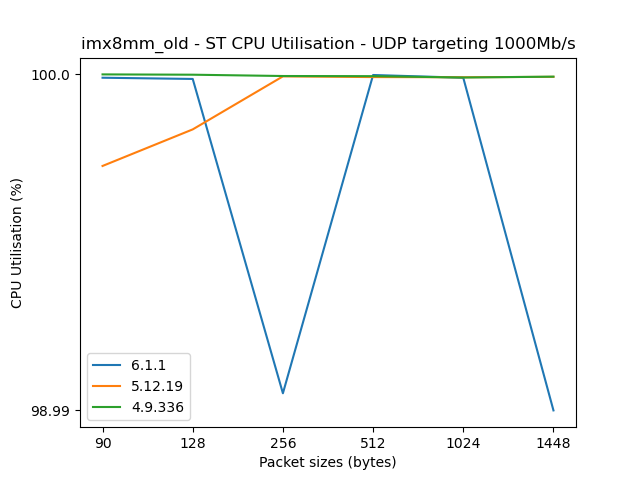 imx8mm_old - ST CPU Utilisation - UDP targeting 1000Mb/s
100.0
CPU Utilisation (%)
98.99
6.1.1
5.12.19
4.9.336
90 128 256 512 1024 1448
Packet sizes (bytes)